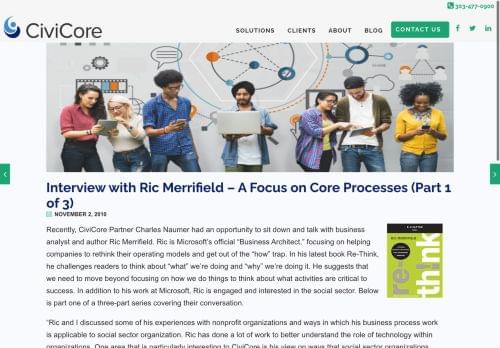 303-477-0900
CiviCore
SOLUTIONS CLIENTS ABOUT BLOG CONTACT US
Interview with Ric Merrifield – A Focus on Core Processes (Part 1
of 3)
NOVEMBER 2, 2010
Recently, CiviCore Partner Charles Naumer had an opportunity to sit down and talk with business
analyst and author Ric Merrifield. Ric is Microsoft's official "Business Architect," focusing on
helping companies to rethink their operating models and get out of the "how" trap. In his latest book Re-Think,
he challenges readers to think about "what" we're doing and "why" we're doing it. He suggests that
we need to move beyond focusing on how we do things to think about what activities are critical to
success. In addition to his work at Microsoft, Ric is engaged and interested in the social sector. Below
is part one of a three-part series covering their conversation.
re-
think
"Ric and I discussed some of his experiences with nonprofit organizations and ways in which his business process work
is applicable to social sector organization. Ric has done a lot of work to better understand the role of technology within
organizations. One area that is particularly interesting to CiviCore is his view on ways that social sector organizations